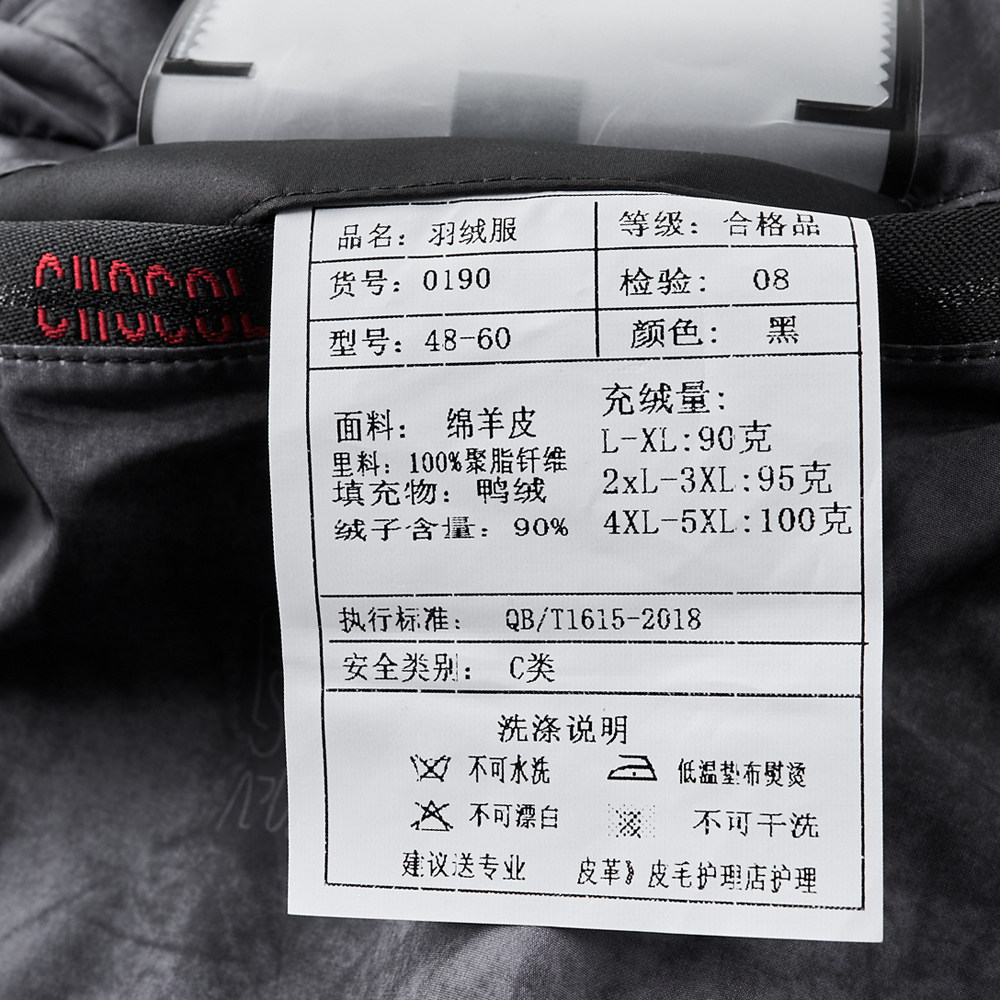 品名：羽绒服 等级：合格品
CHOCOL
货号：0190 检验： 08
型号：48-60 颜色： 黑
充绒量：
面料： 绵羊皮 L-XL:90克
里料：100%聚脂纤维 2xL-3XL:95克
填充物：鸭绒
绒子含量：90% 4XL-5XL:100克
执行标准： QB/T1615-2018
安全类别： C类
洗涤说明
不可水洗 低温垫布熨烫
不可漂白 不可干洗
建议送专业 皮革》皮毛护理店护理